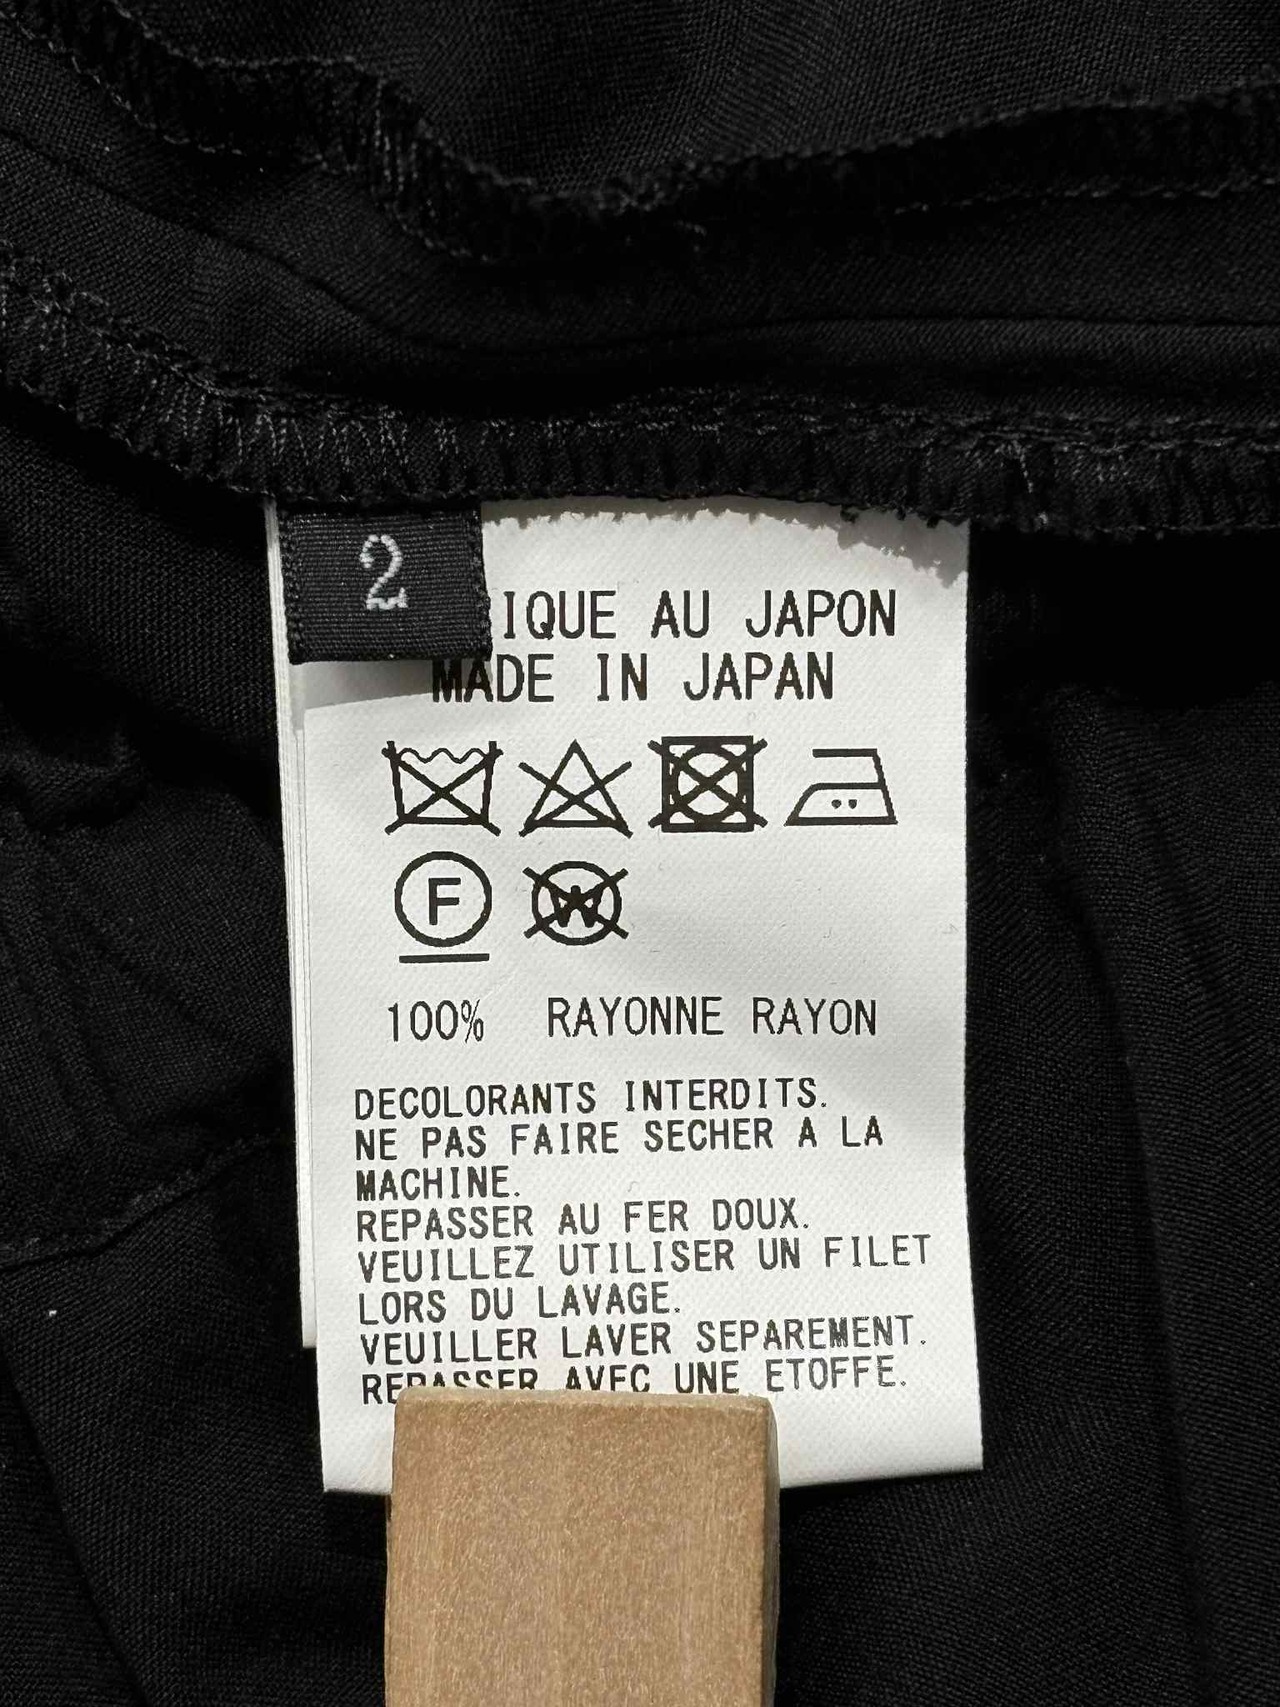 2
IQUE AU JAPON
MADE IN JAPAN
F
W
100% RAYONNE RAYON
DECOLORANTS INTERDITS.
NE PAS FAIRE SECHER A LA
MACHINE.
REPASSER AU FER DOUX.
VEUILLEZ UTILISER UN FILET
LORS DU LAVAGE.
VEUILLER LAVER SEPAREMENT.
REPASSER AVEC UNE ETOFFE.